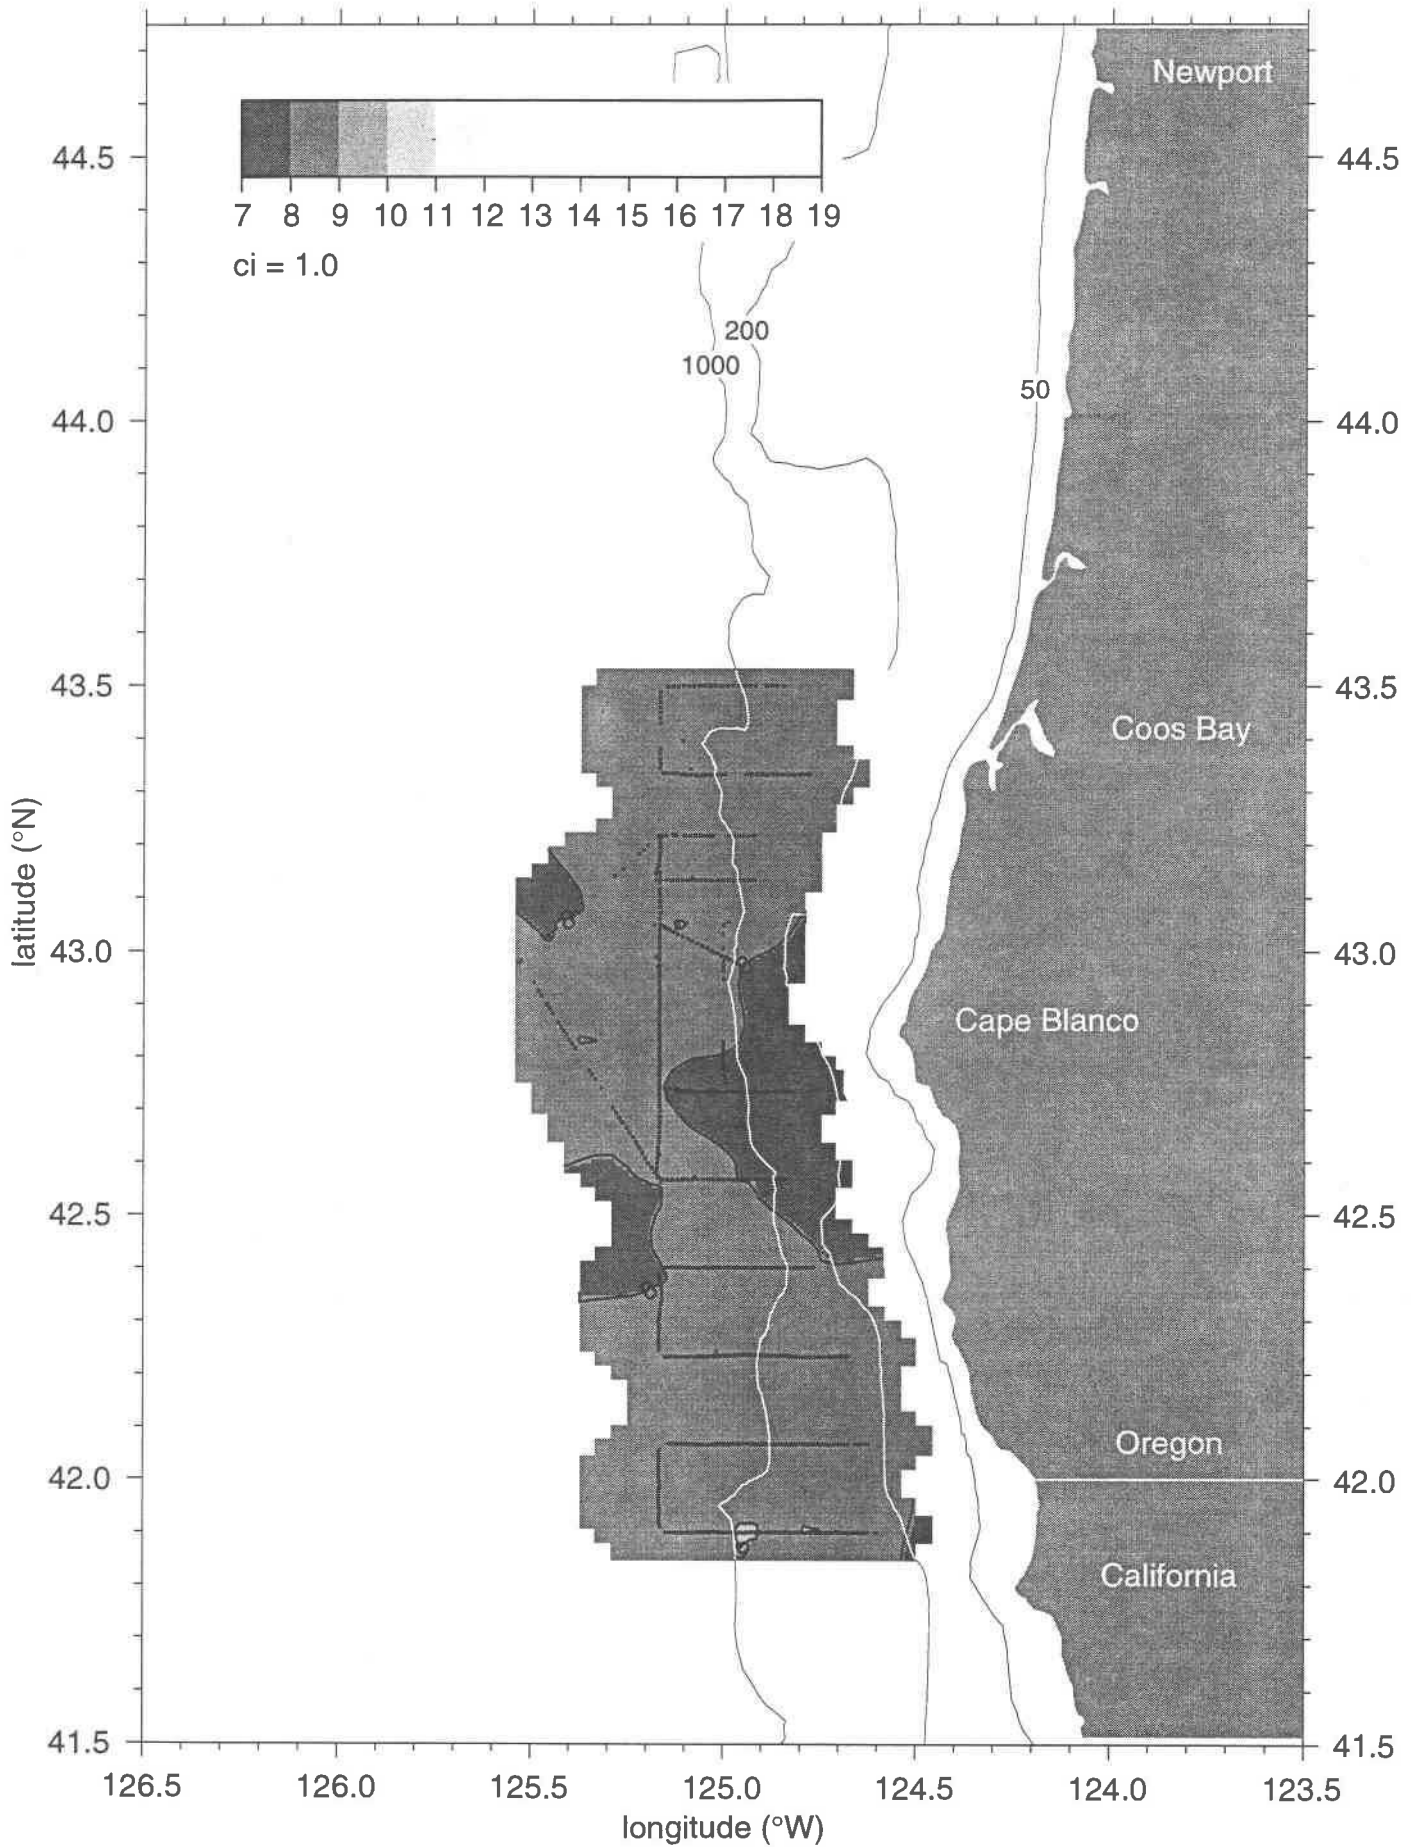 Newport
44.5 44.5
7 8 9 10 11 12 13 14 15 16 17 18 19
ci = 1.0
200
1000
50
44.0 44.0
43.5 43.5
Coos Bay
latitude (°N)
43.0 43.0
Cape Blanco
42.5 42.5
Oregon
42.0 42.0
California
41.5 41.5
126.5 126.0 125.5 125.0 124.5 124.0 123.5
longitude (°W)